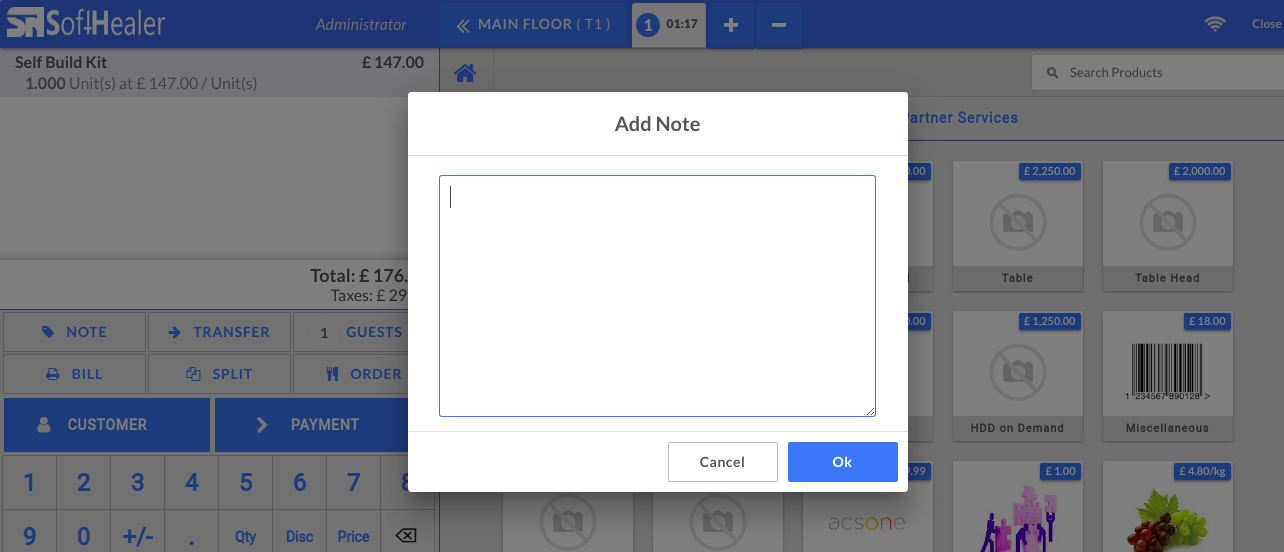 SoftHealer
Administrator
MAIN FLOOR ( T1 )
1 01:17
+
−
Close
Self Build Kit £ 147.00
1.000 Unit(s) at £ 147.00 / Unit(s)
Search Products
Partner Services
Add Note
Total: £ 176.
Taxes: £ 29
NOTE
TRANSFER
1 GUESTS
BILL
SPLIT
ORDER
CUSTOMER
PAYMENT
1 2 3 4 5 6 7 8
9 0 +/- . Qty Disc Price
Cancel
Ok
.00
£ 2,250.00
£ 2,000.00
Table
Table Head
.00
£ 1,250.00
£ 18.00
1 234567 890128 >
HDD on Demand
Miscellaneous
.99
£ 1.00
£ 4.80/kg
acsone